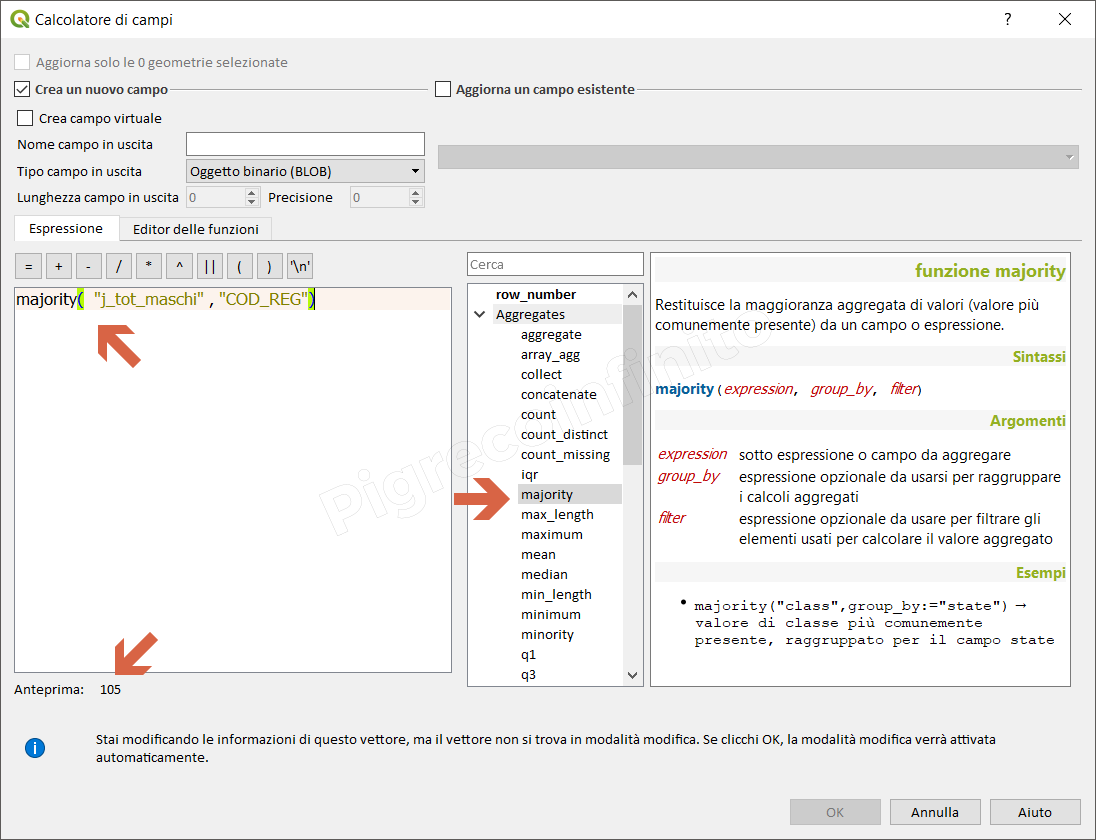 Calcolatore di campi
?
Aggiorna solo le 0 geometrie selezionate
Crea un nuovo campo
Aggiorna un campo esistente
Crea campo virtuale
Nome campo in uscita
Tipo campo in uscita
Oggetto binario (BLOB)
Lunghezza campo in uscita
0
Precisione
0
Espressione
Editor delle funzioni
= + - / * ^ || ( ) '\n'
majority( "j_tot_maschi" , "COD_REG")
Anteprima: 105
Cerca
row_number
Aggregates
aggregate
array_agg
collect
concatenate
count
count_distinct
count_missing
iqr
majority
max_length
maximum
mean
median
min_length
minimum
minority
q1
q3
funzione majority
Restituisce la maggioranza aggregata di valori (valore più
comunemente presente) da un campo o espressione.
Sintassi
majority(expression, group_by, filter)
Argomenti
expression sotto espressione o campo da aggregare
group_by espressione opzionale da usarsi per raggruppare
i calcoli aggregati
filter espressione opzionale da usare per filtrare gli
elementi usati per calcolare il valore aggregato
Esempi
• majority("class",group_by:="state") →
valore di classe più comunemente
presente, raggruppato per il campo state
Pigrecoinfinito
Stai modificando le informazioni di questo vettore, ma il vettore non si trova in modalità modifica. Se clicchi OK, la modalità modifica verrà attivata
automaticamente.
OK
Annulla
Aiuto